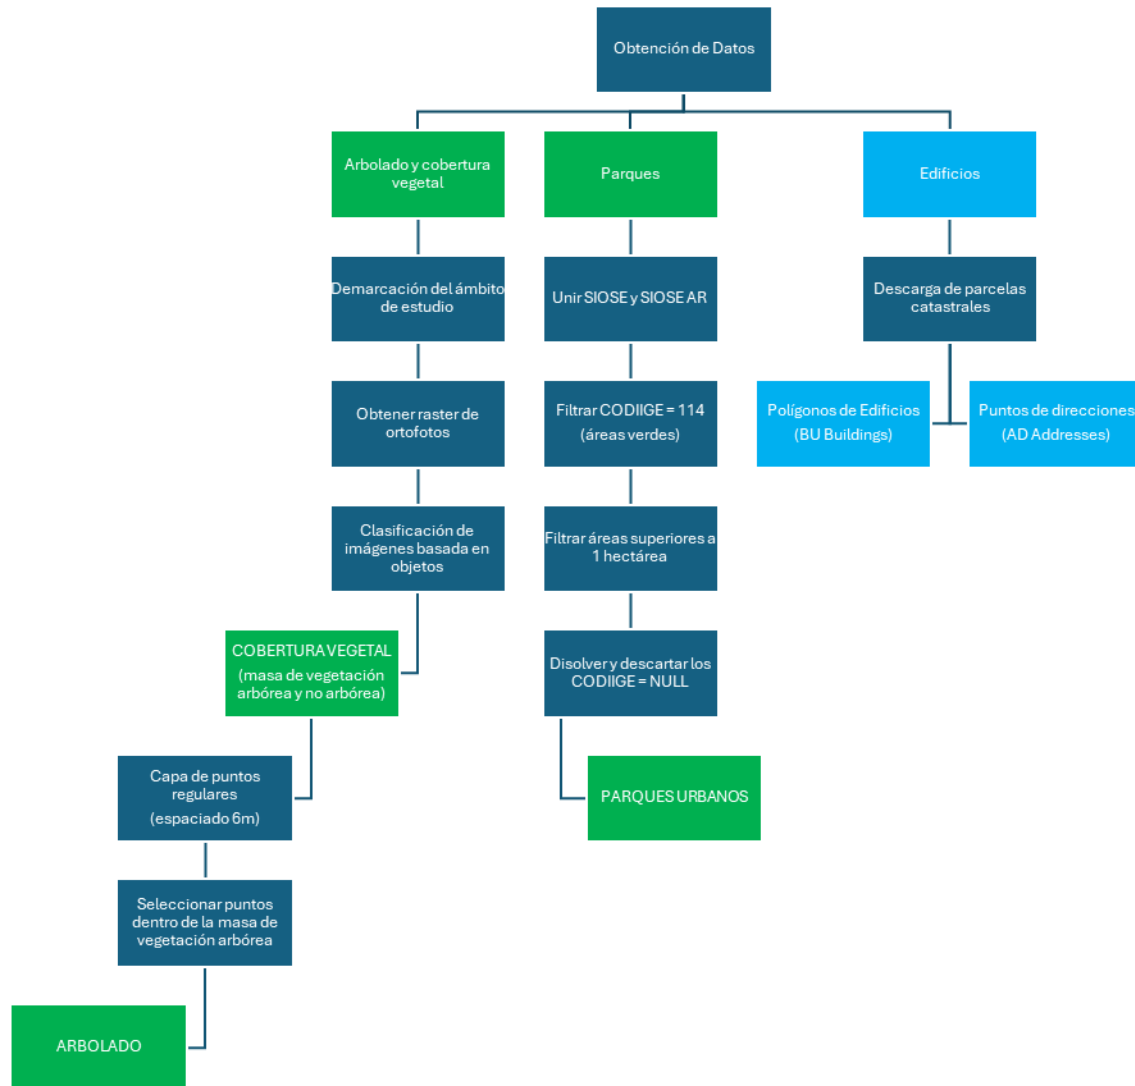 Obtención de Datos
Arbolado y cobertura
vegetal
Parques
Edificios
Demarcación del ámbito
de estudio
Unir SIOSE y SIOSE AR
Descarga de parcelas
catastrales
Obtener raster de
ortofotos
Filtrar CODIIGE = 114
(áreas verdes)
Polígonos de Edificios
(BU Buildings)
Puntos de direcciones
(AD Addresses)
Clasificación de
imágenes basada en
objetos
Filtrar áreas superiores a
1 hectárea
COBERTURA VEGETAL
(masa de vegetación
arbórea y no arbórea)
Disolver y descartar los
CODIIGE = NULL
Capa de puntos
regulares
(espaciado 6m)
PARQUES URBANOS
Seleccionar puntos
dentro de la masa de
vegetación arbórea
ARBOLADO